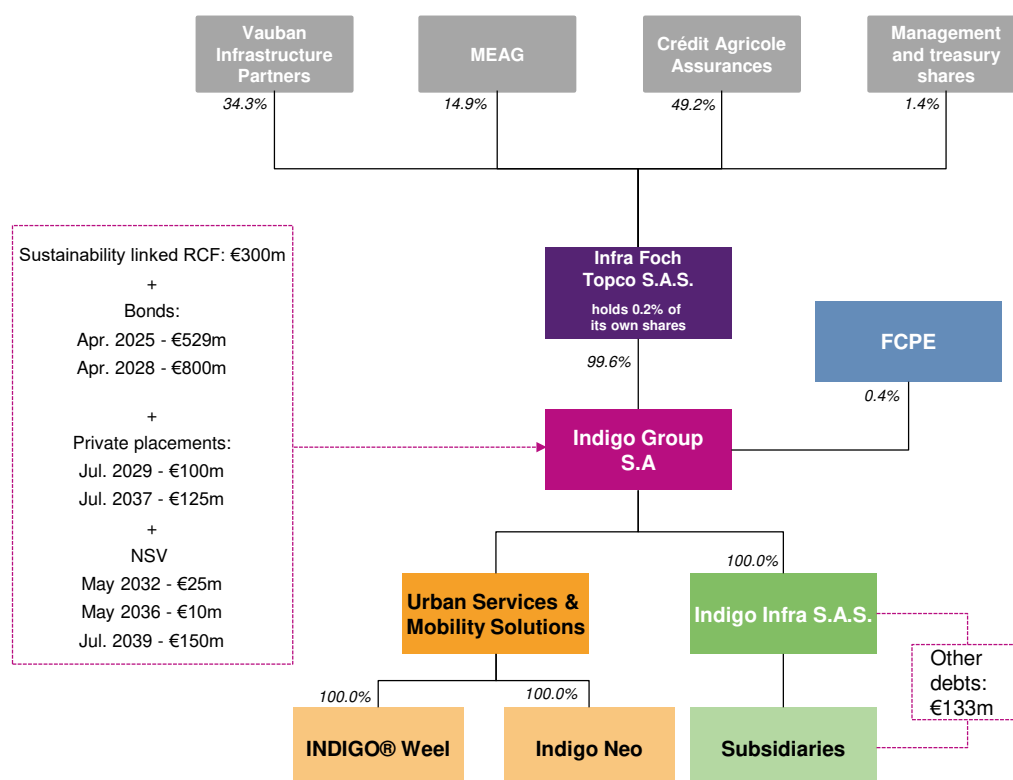 Vauban
Infrastructure
Partners
MEAG
Crédit Agricole
Assurances
Management
and treasury
shares
34.3%
14.9%
49.2%
1.4%
Sustainability linked RCF: €300m
+
Bonds:
Apr. 2025 - €529m
Apr. 2028 - €800m
+
Private placements:
Jul. 2029 - €100m
Jul. 2037 - €125m
+
NSV
May 2032 - €25m
May 2036 - €10m
Jul. 2039 - €150m
Infra Foch
Topco S.A.S.
holds 0.2% of
its own shares
FCPE
99.6%
0.4%
Indigo Group
S.A
100.0%
Urban Services &
Mobility Solutions
Indigo Infra S.A.S.
Other
debts:
€133m
100.0%
100.0%
INDIGO® Weel
Indigo Neo
Subsidiaries